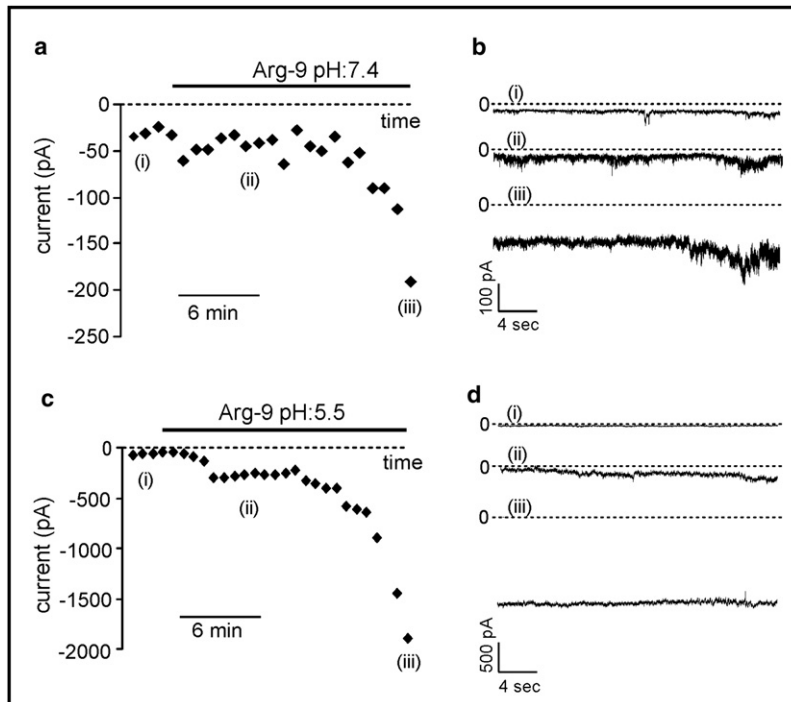 a
Arg-9 pH:7.4
current (pA)
0
-50
-100
-150
-200
-250
time
(i)
(ii)
(iii)
6 min
b
0
(i)
0
(ii)
0
(iii)
100 pA
4 sec
c
Arg-9 pH:5.5
current (pA)
0
-500
-1000
-1500
-2000
time
(i)
(ii)
(iii)
6 min
d
0
(i)
0
(ii)
0
(iii)
500 pA
4 sec